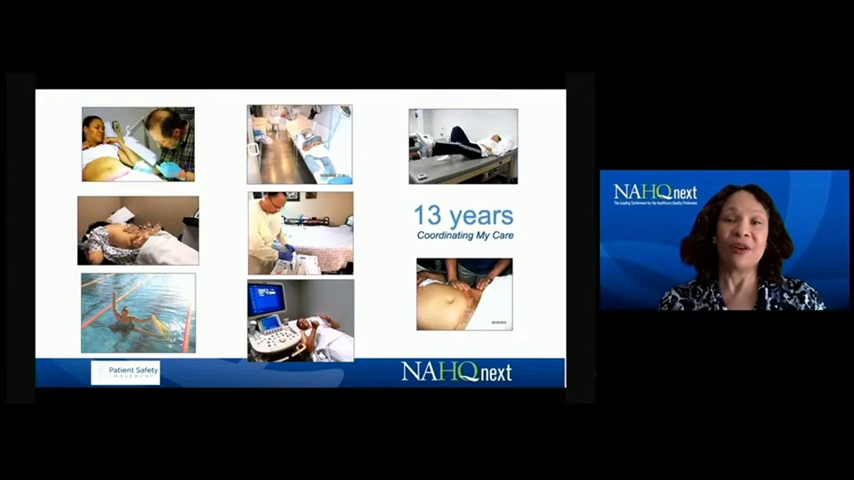 13 years
Coordinating My Care
Patient Safety
MOVEMENT
NAHQnext
NAHQnext
The Leading Conference for the Healthcare Quality Profession